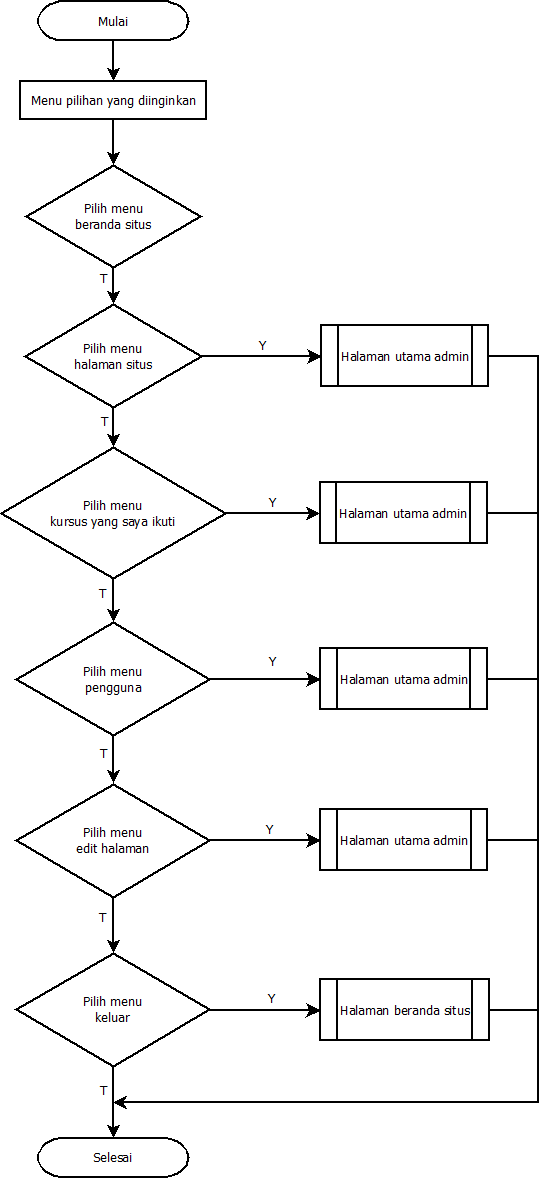 Mulai
Menu pilihan yang diinginkan
Pilih menu
beranda situs
T
Pilih menu
halaman situs
Y
Halaman utama admin
T
Pilih menu
kursus yang saya ikuti
Y
Halaman utama admin
T
Pilih menu
pengguna
Y
Halaman utama admin
T
Pilih menu
edit halaman
Y
Halaman utama admin
T
Pilih menu
keluar
Y
Halaman beranda situs
T
Selesai